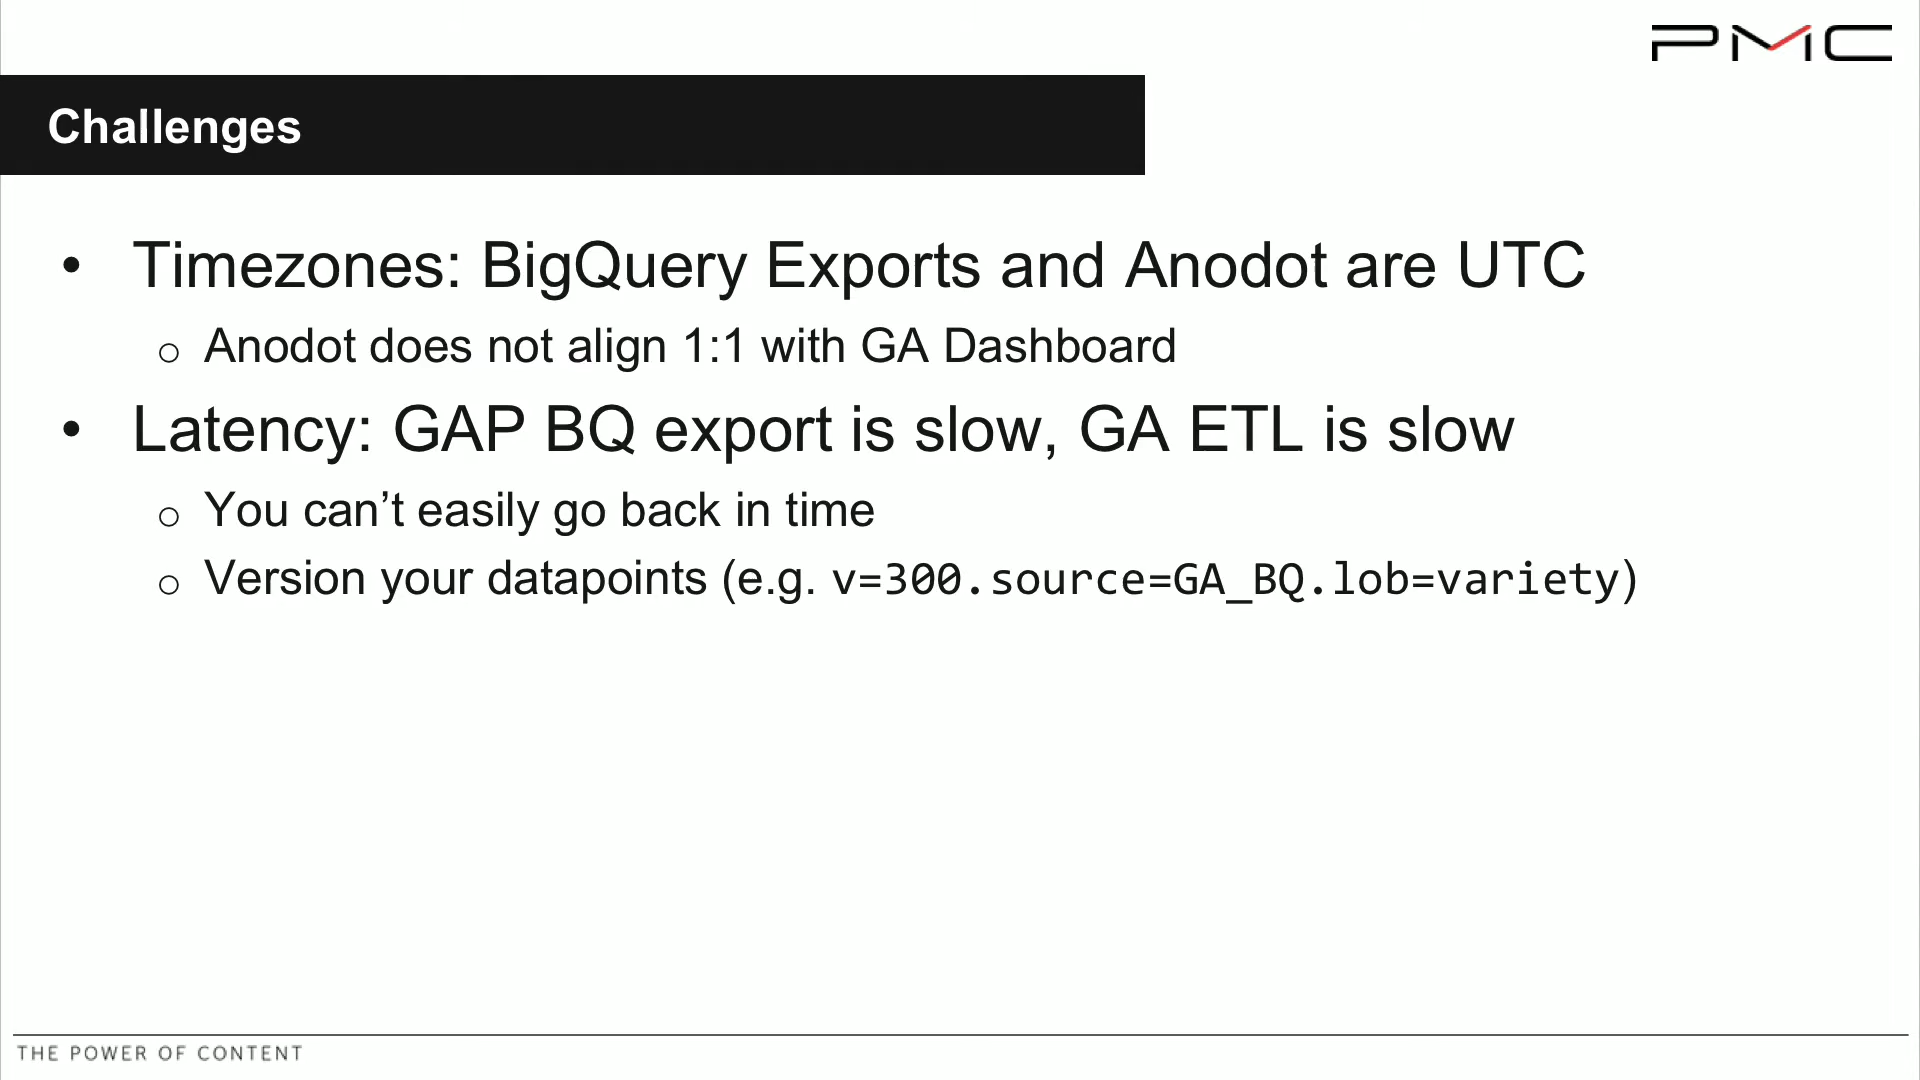 PMC
Challenges
• Timezones: BigQuery Exports and Anodot are UTC
o Anodot does not align 1:1 with GA Dashboard
• Latency: GAP BQ export is slow, GA ETL is slow
o You can’t easily go back in time
o Version your datapoints (e.g. v=300.source=GA_BQ.lob=variety)
THE POWER OF CONTENT